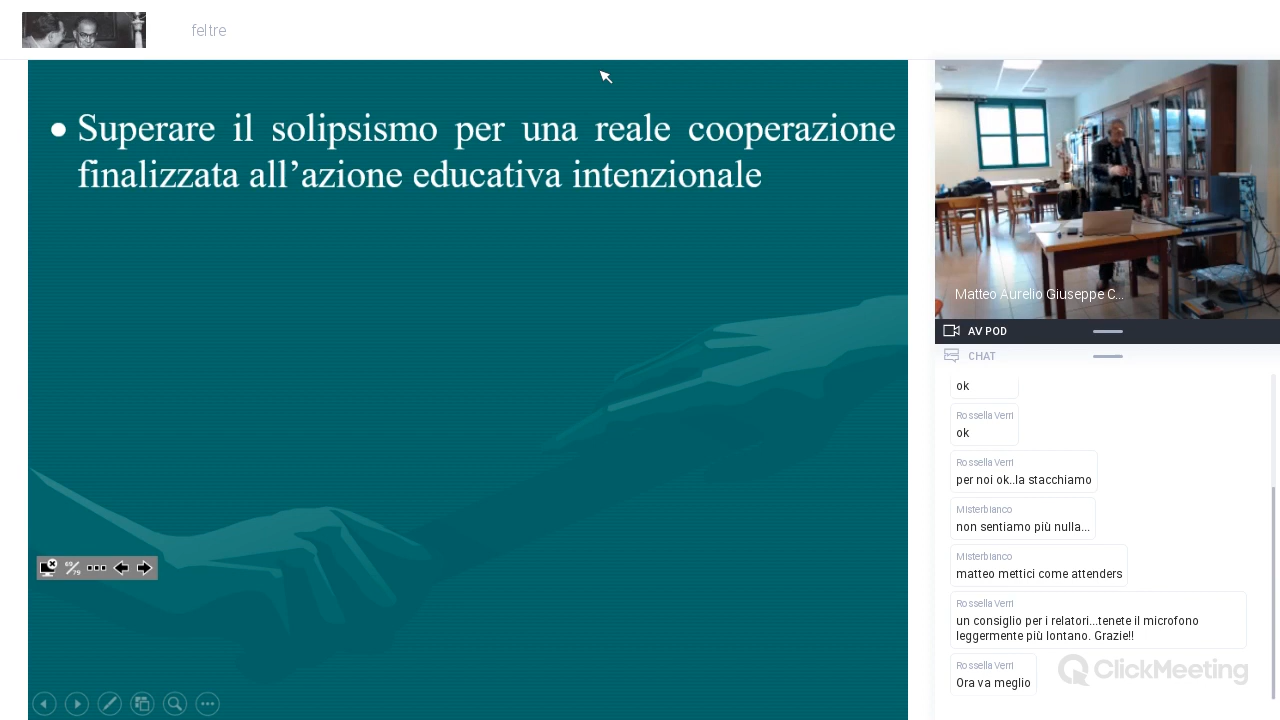 feltre
• Superare il solipsismo per una reale cooperazione
finalizzata all’azione educativa intenzionale
69/79
Matteo Aurelio Giuseppe C...
AV POD
CHAT
ok
Rossella Verri
ok
Rossella Verri
per noi ok..la stacchiamo
Misterbianco
non sentiamo più nulla...
Misterbianco
matteo mettici come attenders
Rossella Verri
un consiglio per i relatori...tenete il microfono
leggermente più lontano. Grazie!!
Rossella Verri
Ora va meglio
ClickMeeting